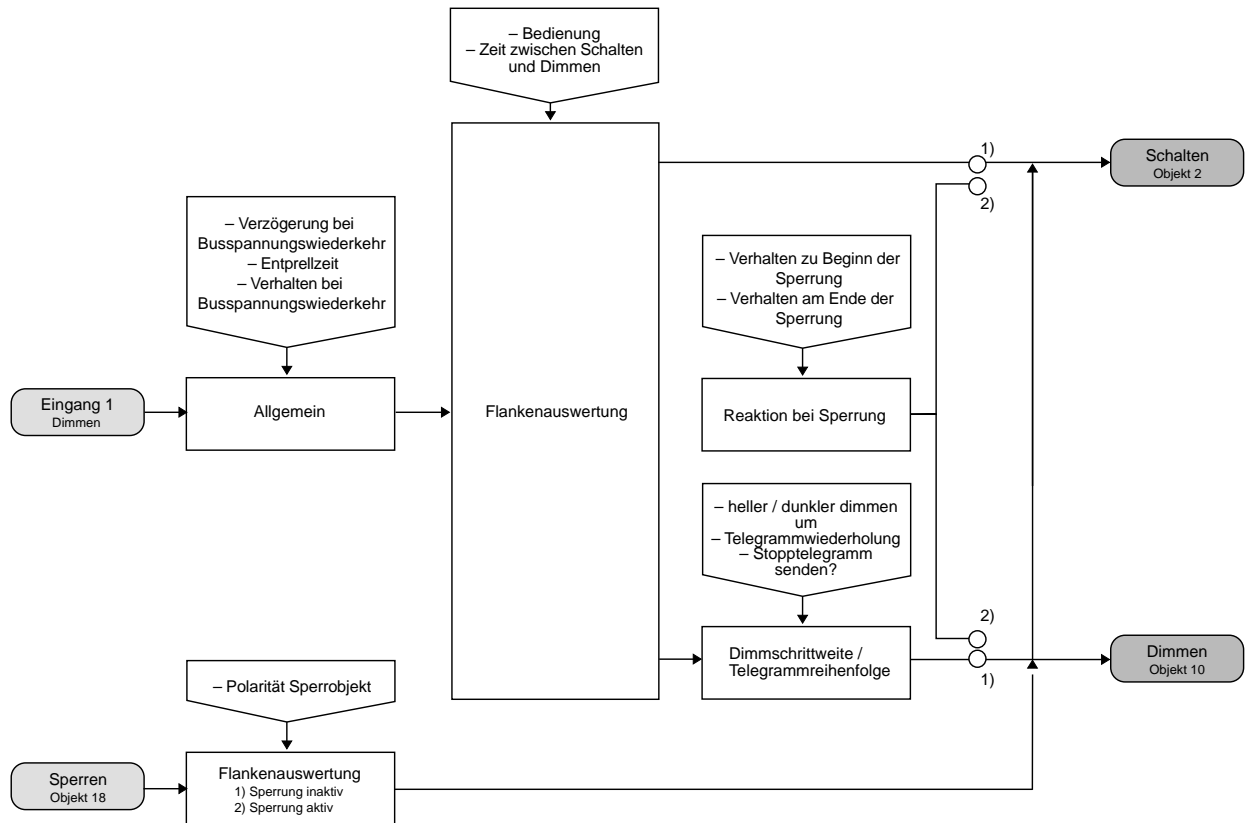 – Bedienung
– Zeit zwischen Schalten
und Dimmen
1)
Schalten
Objekt 2
2)
– Verzögerung bei
Busspannungswiederkehr
– Entprellzeit
– Verhalten bei
Busspannungswiederkehr
– Verhalten zu Beginn der
Sperrung
– Verhalten am Ende der
Sperrung
Eingang 1
Dimmen
Allgemein
Flankenauswertung
Reaktion bei Sperrung
– heller / dunkler dimmen
um
– Telegrammwiederholung
– Stopptelegramm
senden?
2)
Dimmschrittweite /
Telegrammreihenfolge
1)
Dimmen
Objekt 10
– Polarität Sperrobjekt
Sperren
Objekt 18
Flankenauswertung
1) Sperrung inaktiv
2) Sperrung aktiv